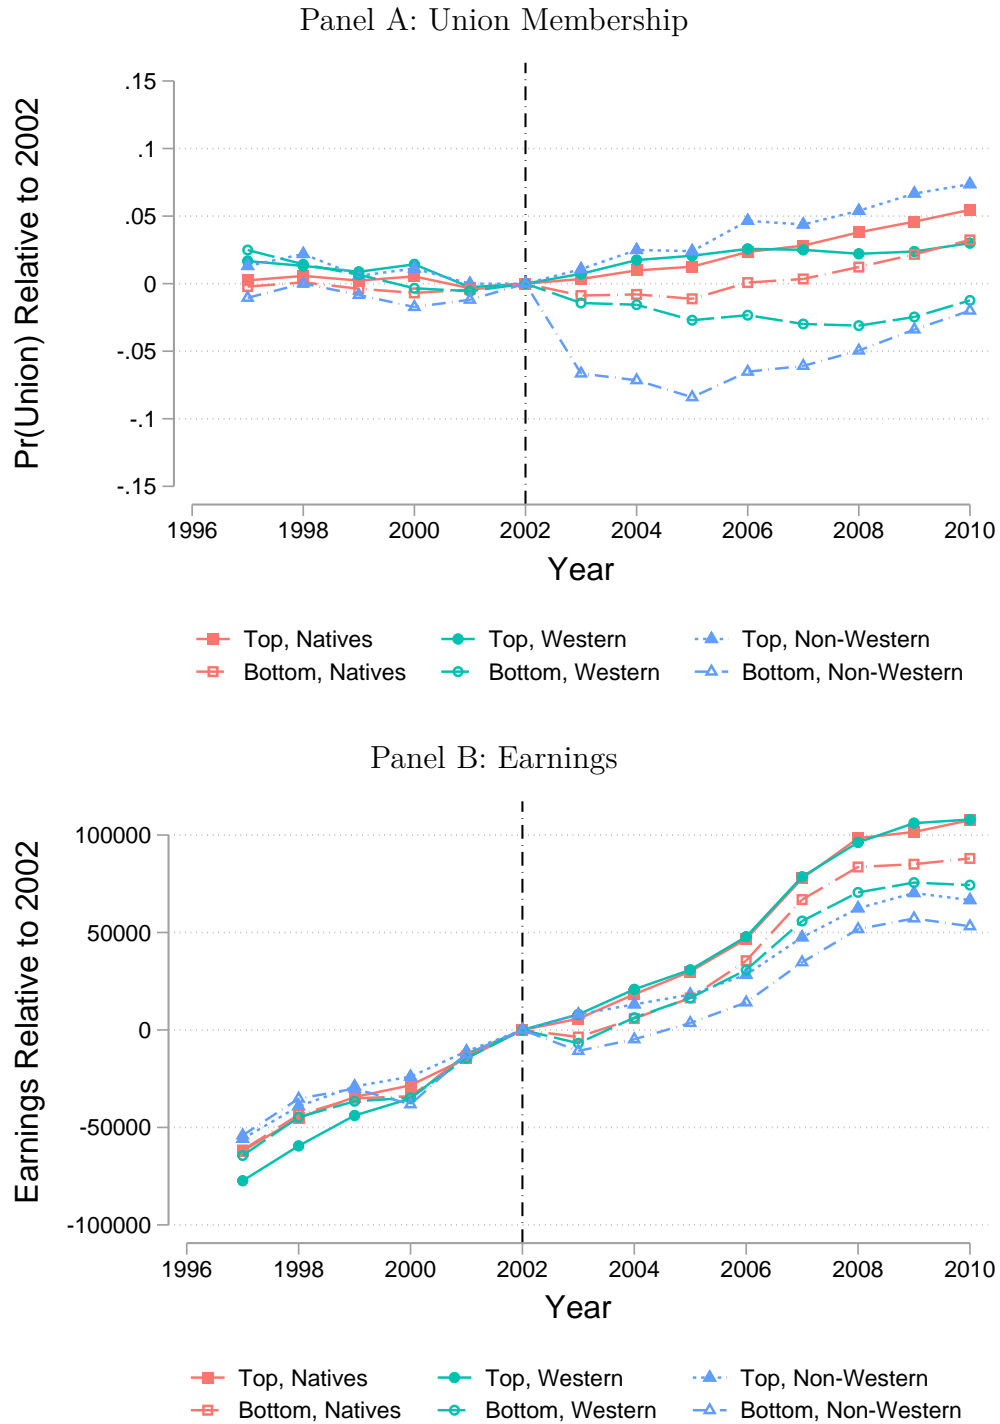 Panel A: Union Membership
Pr(Union) Relative to 2002
.15
.1
.05
0
-.05
-.1
-.15
1996 1998 2000 2002 2004 2006 2008 2010
Year
Top, Natives Top, Western Top, Non-Western
Bottom, Natives Bottom, Western Bottom, Non-Western
Panel B: Earnings
Earnings Relative to 2002
100000
50000
0
-50000
-100000
1996 1998 2000 2002 2004 2006 2008 2010
Year
Top, Natives Top, Western Top, Non-Western
Bottom, Natives Bottom, Western Bottom, Non-Western